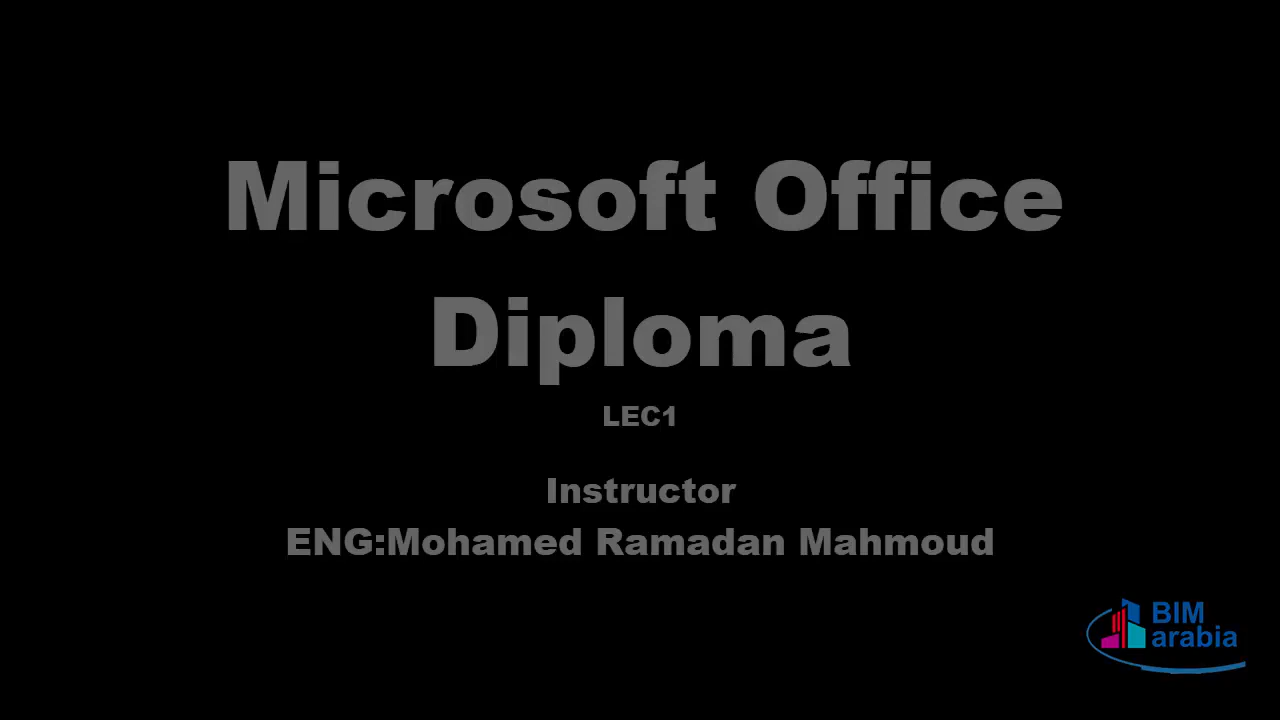 Microsoft Office
Diploma
LEC1
Instructor
ENG:Mohamed Ramadan Mahmoud
BIM
arabia